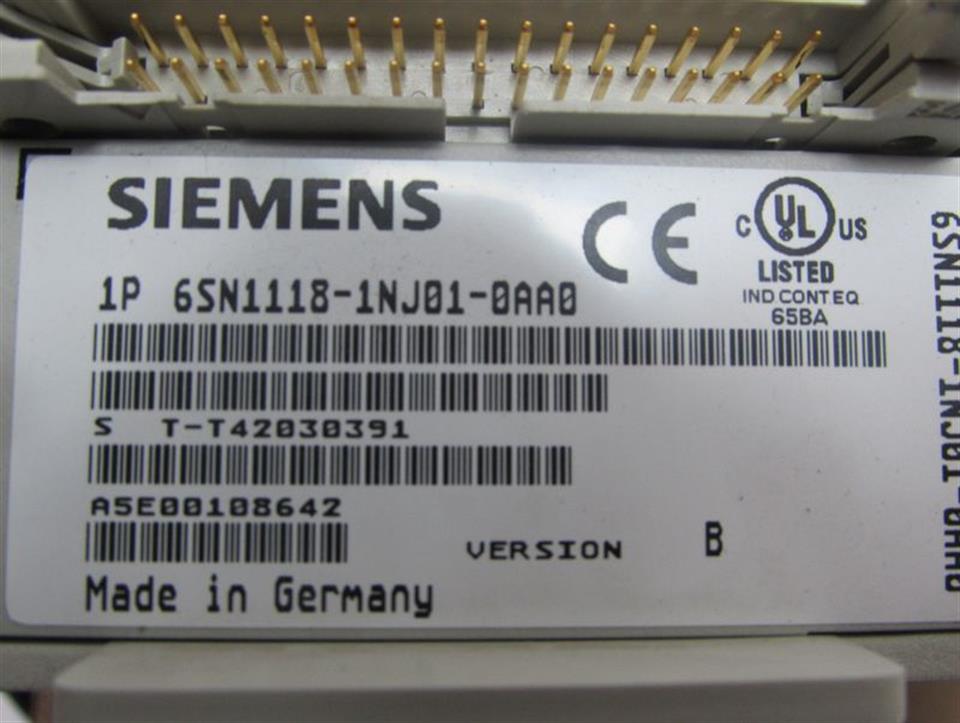 SIEMENS
CE
C UL US
LISTED
IND CONT EQ
65BA
1P 6SN1118-1NJ01-0AA0
S T-T42030391
A5E00108642
VERSION B
Made in Germany
6SN1118-1NJ01-0AA0